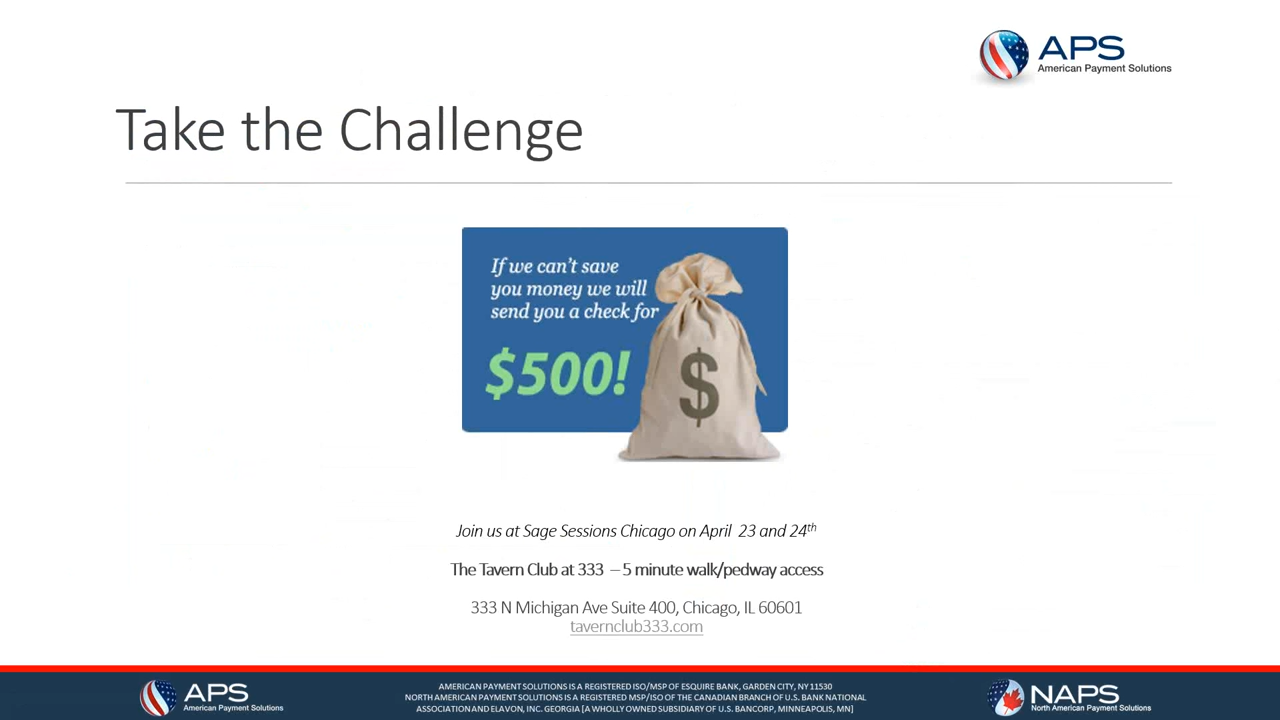 APS
American Payment Solutions
Take the Challenge
If we can't save
you money we will
send you a check for
$500!
$
Join us at Sage Sessions Chicago on April 23 and 24th
The Tavern Club at 333 – 5 minute walk/pedway access
333 N Michigan Ave Suite 400, Chicago, IL 60601
tavernclub333.com
APS
American Payment Solutions
AMERICAN PAYMENT SOLUTIONS IS A REGISTERED ISO/MSP OF ESQUIRE BANK, GARDEN CITY, NY 11530
NORTH AMERICAN PAYMENT SOLUTIONS IS A REGISTERED MSP/ISO OF THE CANADIAN BRANCH OF U.S. BANK NATIONAL
ASSOCIATION AND ELAVON, INC. GEORGIA [A WHOLLY OWNED SUBSIDIARY OF U.S. BANCORP, MINNEAPOLIS, MN]
NAPS
North American Payment Solutions